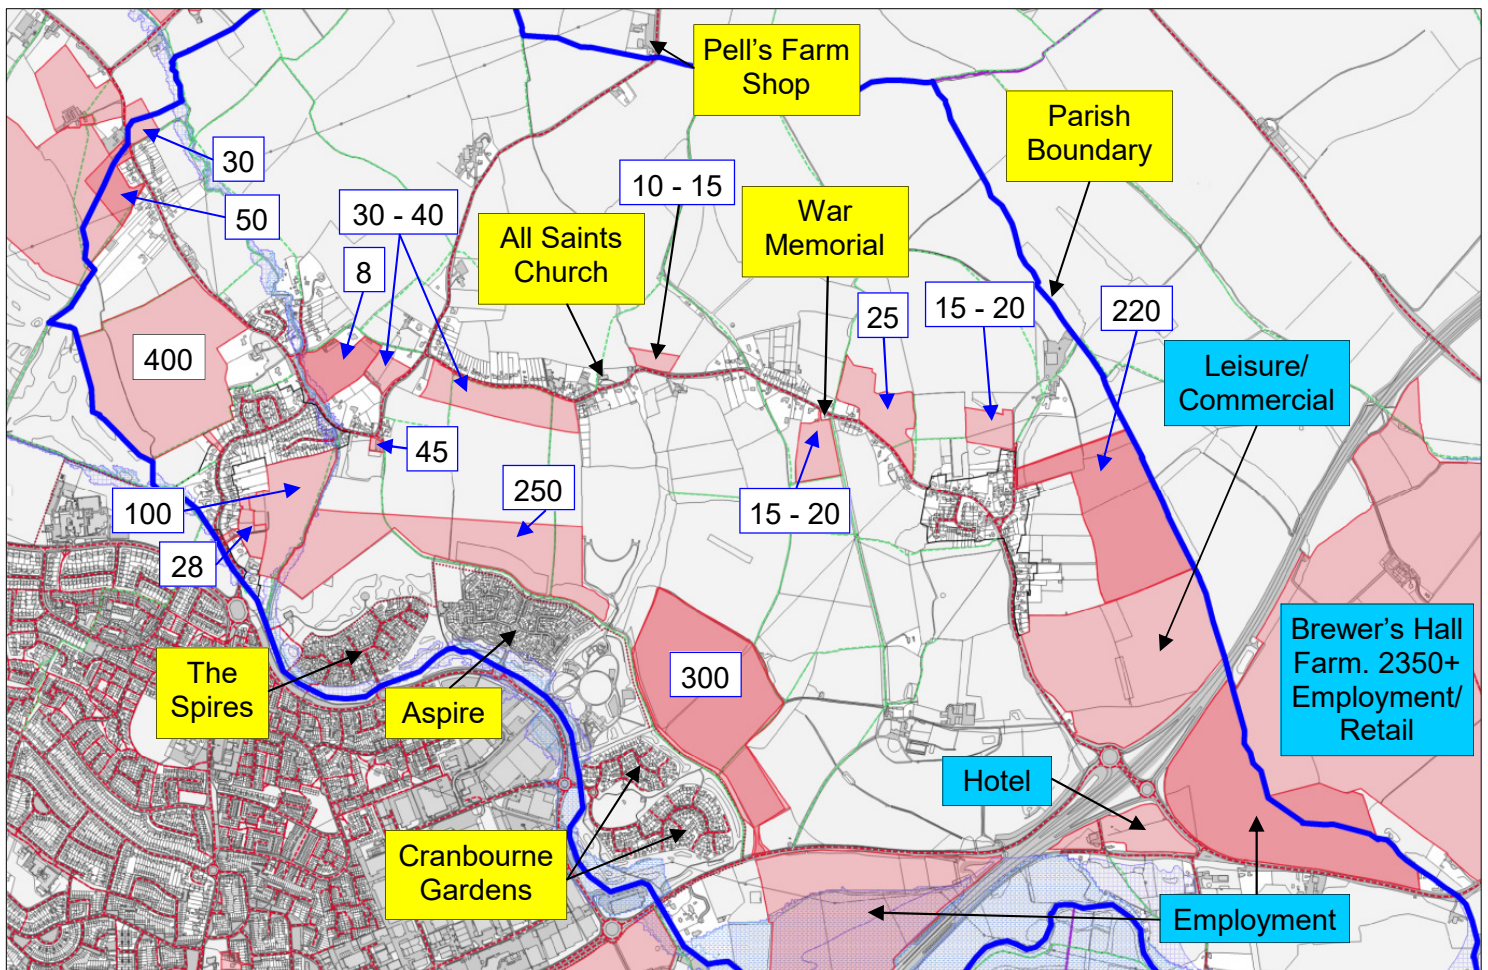 Pell's Farm
Shop
Parish
Boundary
30
50
30 - 40
10 - 15
War
Memorial
All Saints
Church
8
25
15 - 20
220
400
Leisure/
Commercial
45
100
250
15 - 20
28
Brewer's Hall
Farm. 2350+
Employment/
Retail
The
Spires
Aspire
300
Hotel
Cranbourne
Gardens
Employment